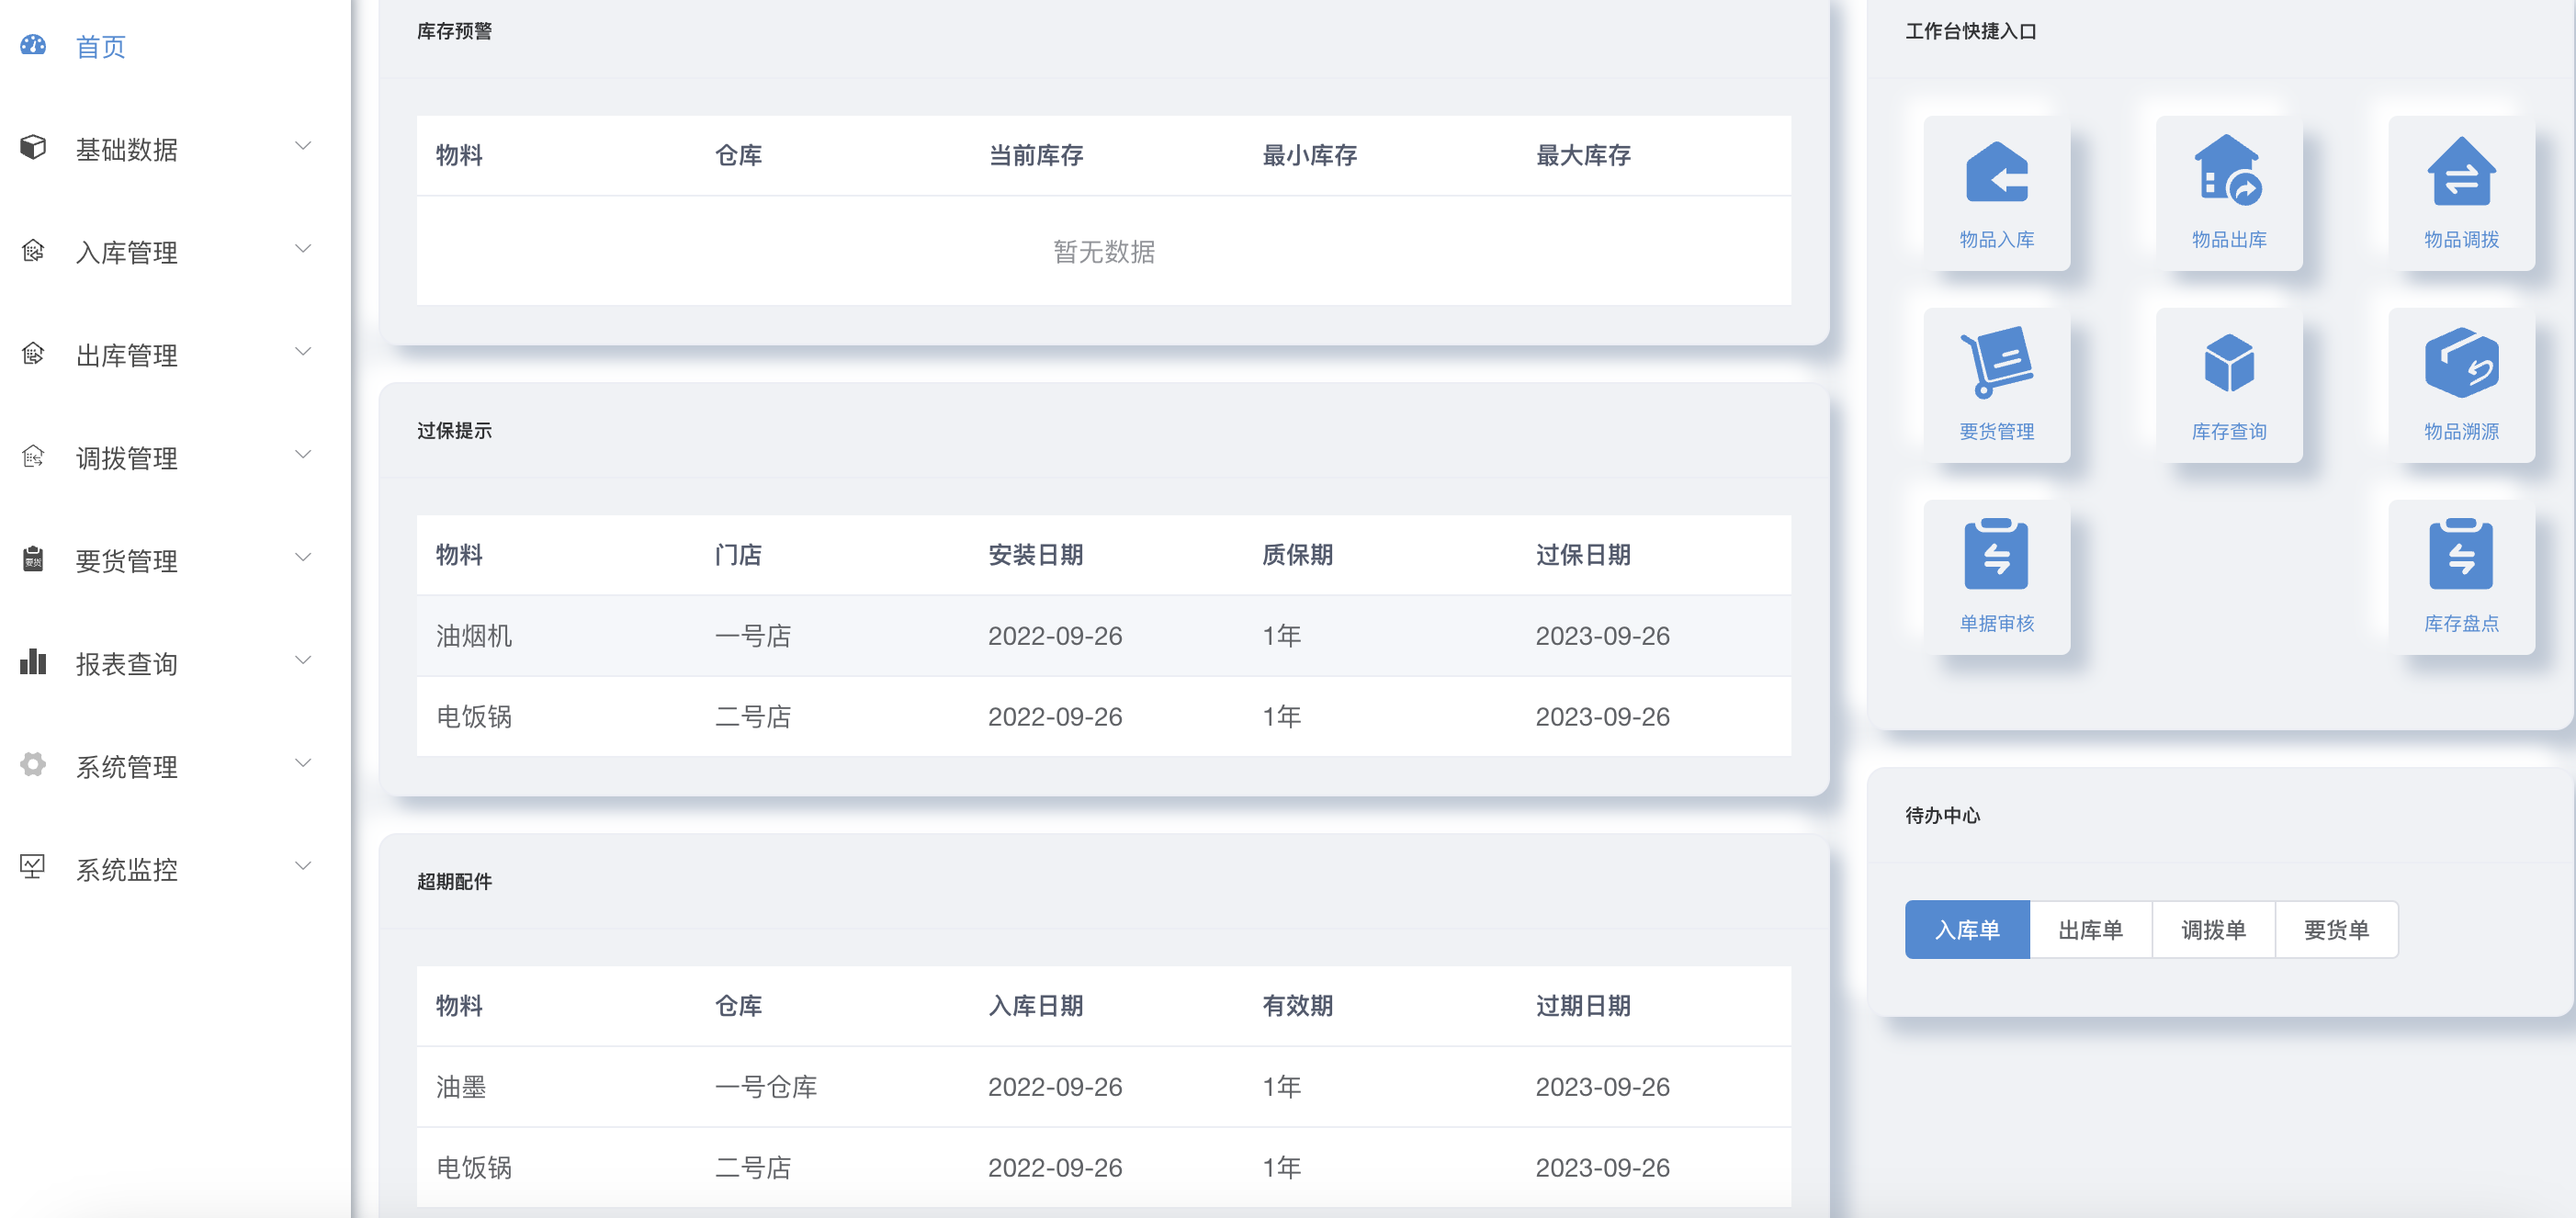 首页
基础数据
入库管理
出库管理
调拨管理
要货管理
报表查询
系统管理
系统监控
库存预警
物料 仓库 当前库存 最小库存 最大库存
暂无数据
过保提示
物料 门店 安装日期 质保期 过保日期
油烟机 一号店 2022-09-26 1年 2023-09-26
电饭锅 二号店 2022-09-26 1年 2023-09-26
超期配件
物料 仓库 入库日期 有效期 过期日期
油墨 一号仓库 2022-09-26 1年 2023-09-26
电饭锅 二号店 2022-09-26 1年 2023-09-26
工作台快捷入口
物品入库 物品出库 物品调拨
要货管理 库存查询 物品溯源
单据审核 库存盘点
待办中心
入库单 出库单 调拨单 要货单